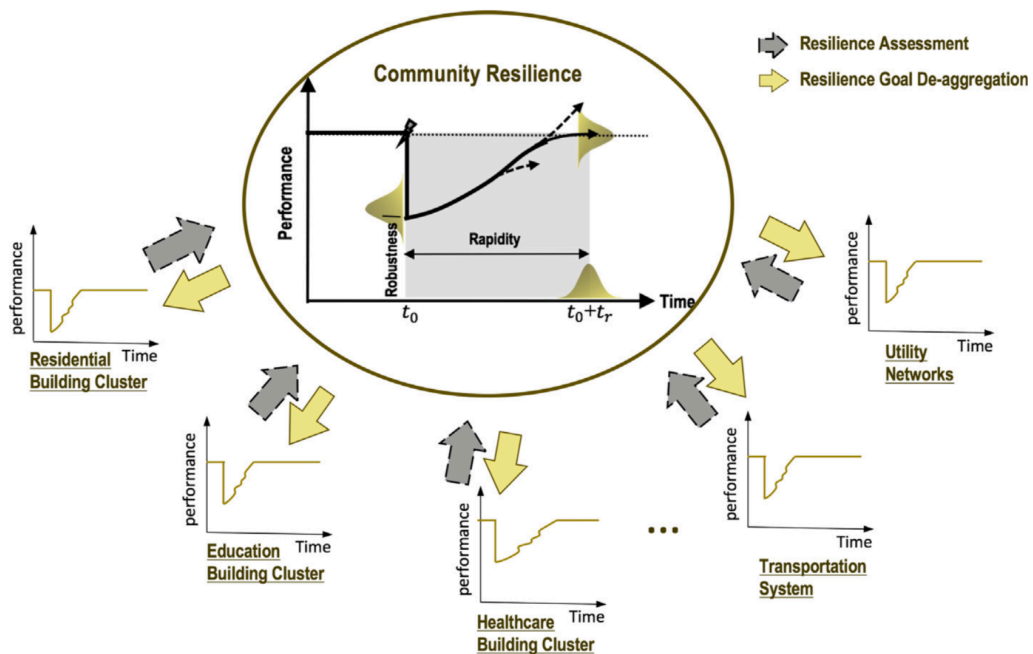 Resilience Assessment
Resilience Goal De-aggregation
Community Resilience
Performance
Robustness
Rapidity
Time
t₀
t₀+tᵣ
performance
Time
Residential
Building Cluster
performance
Time
Education
Building Cluster
performance
Time
Healthcare
Building Cluster
...
performance
Time
Transportation
System
performance
Time
Utility
Networks